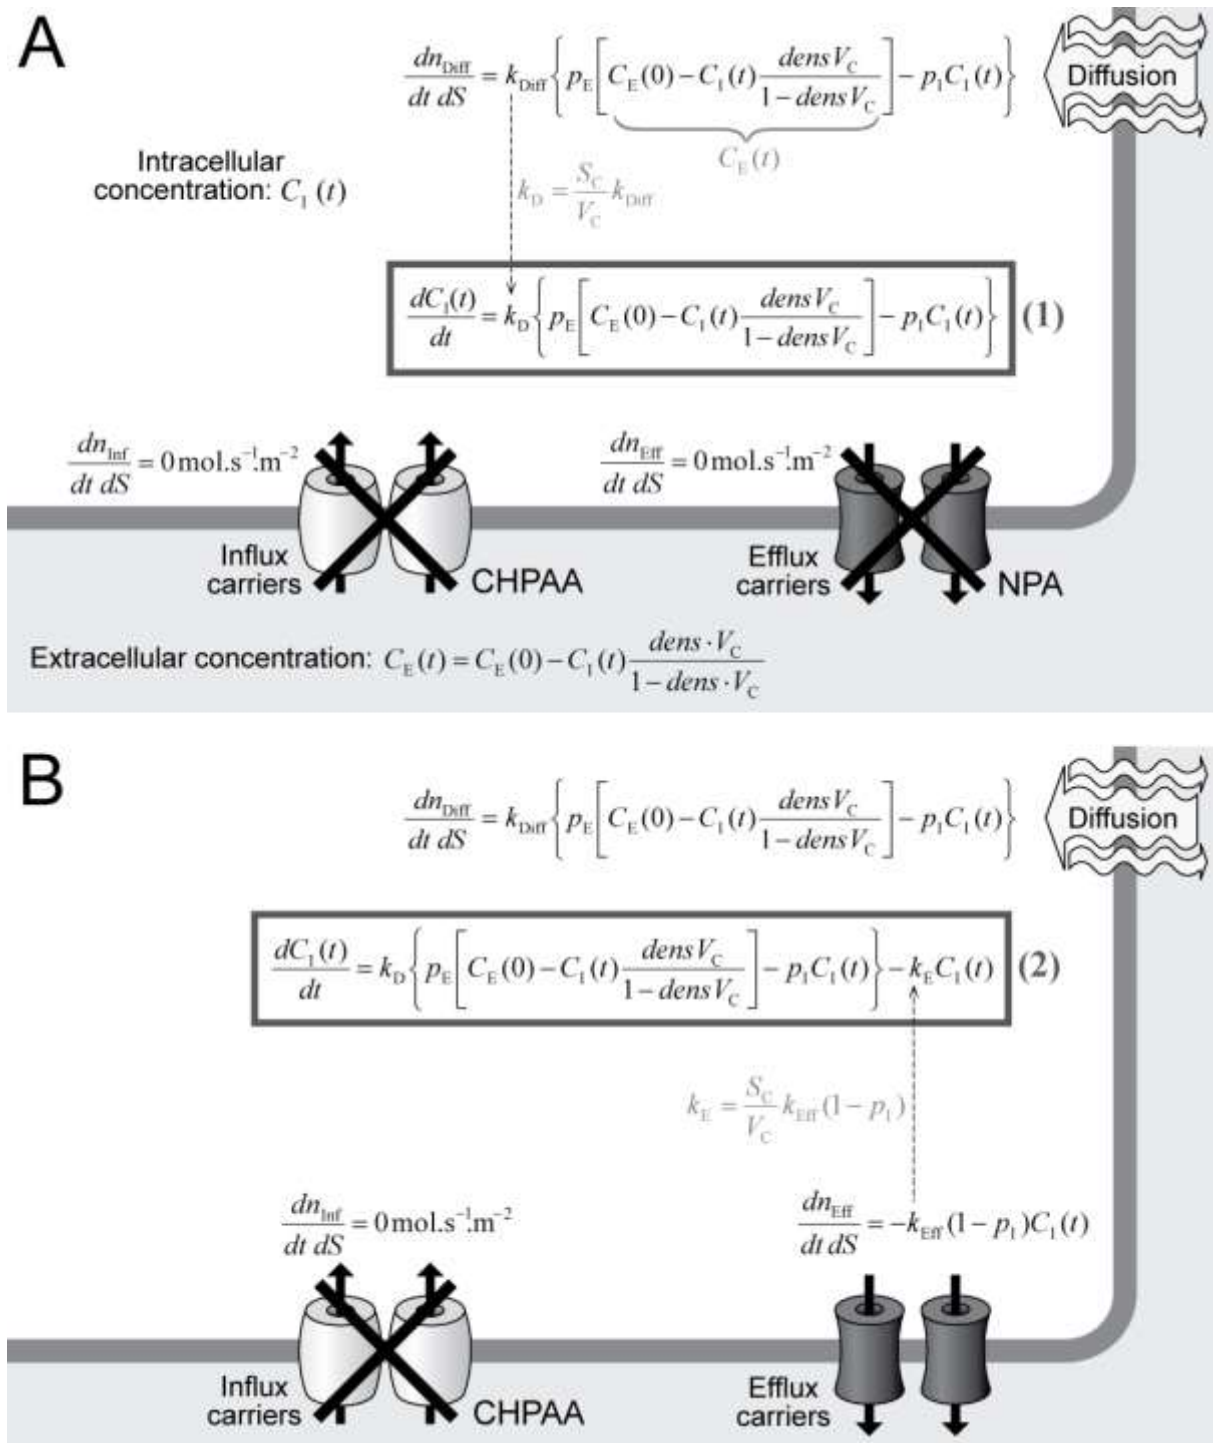 A
dn_Diff/(dt dS) = k_Diff { p_E [ C_E(0) − C_I(t) densV_C/(1 − densV_C) ] − p_I C_I(t) }
Diffusion
C_E(t)
Intracellular
concentration: C_I (t)
k_D = S_C/V_C k_Diff
dC_I(t)/dt = k_D { p_E [ C_E(0) − C_I(t) densV_C/(1 − densV_C) ] − p_I C_I(t) } (1)
dn_Inf/(dt dS) = 0 mol.s⁻¹.m⁻²
dn_Eff/(dt dS) = 0 mol.s⁻¹.m⁻²
Influx
carriers
CHPAA
Efflux
carriers
NPA
Extracellular concentration: C_E(t) = C_E(0) − C_I(t) dens·V_C/(1 − dens·V_C)
B
dn_Diff/(dt dS) = k_Diff { p_E [ C_E(0) − C_I(t) densV_C/(1 − densV_C) ] − p_I C_I(t) }
Diffusion
dC_I(t)/dt = k_D { p_E [ C_E(0) − C_I(t) densV_C/(1 − densV_C) ] − p_I C_I(t) } − k_E C_I(t) (2)
k_E = S_C/V_C k_Eff (1 − p_I)
dn_Inf/(dt dS) = 0 mol.s⁻¹.m⁻²
dn_Eff/(dt dS) = −k_Eff (1 − p_I)C_I(t)
Influx
carriers
CHPAA
Efflux
carriers